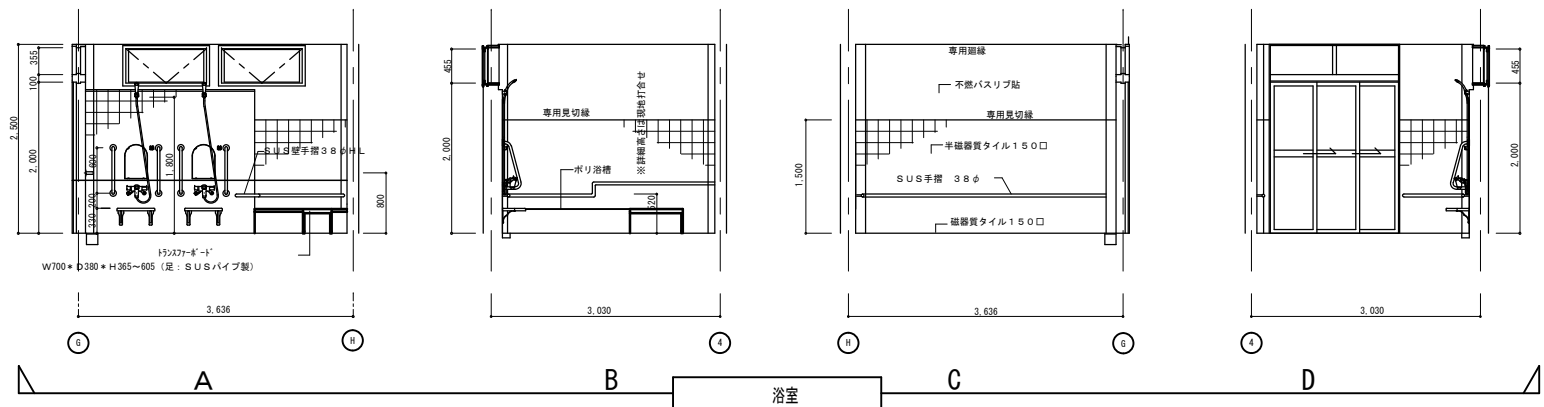 355
100
2,500
2,000
600
200
330
1,800
SUS壁手摺38φHL
800
トランスファーボード
W700*D380*H365~605(足:SUSパイプ製)
3,636
G
H
A
455
2,000
専用見切縁
※詳細高さは現地打合せ
ポリ浴槽
520
3,030
4
B
専用廻縁
不燃バスリブ貼
専用見切縁
1,500
半磁器質タイル150□
SUS手摺 38φ
磁器質タイル150□
3,636
H
G
C
455
2,000
3,030
4
D
浴室